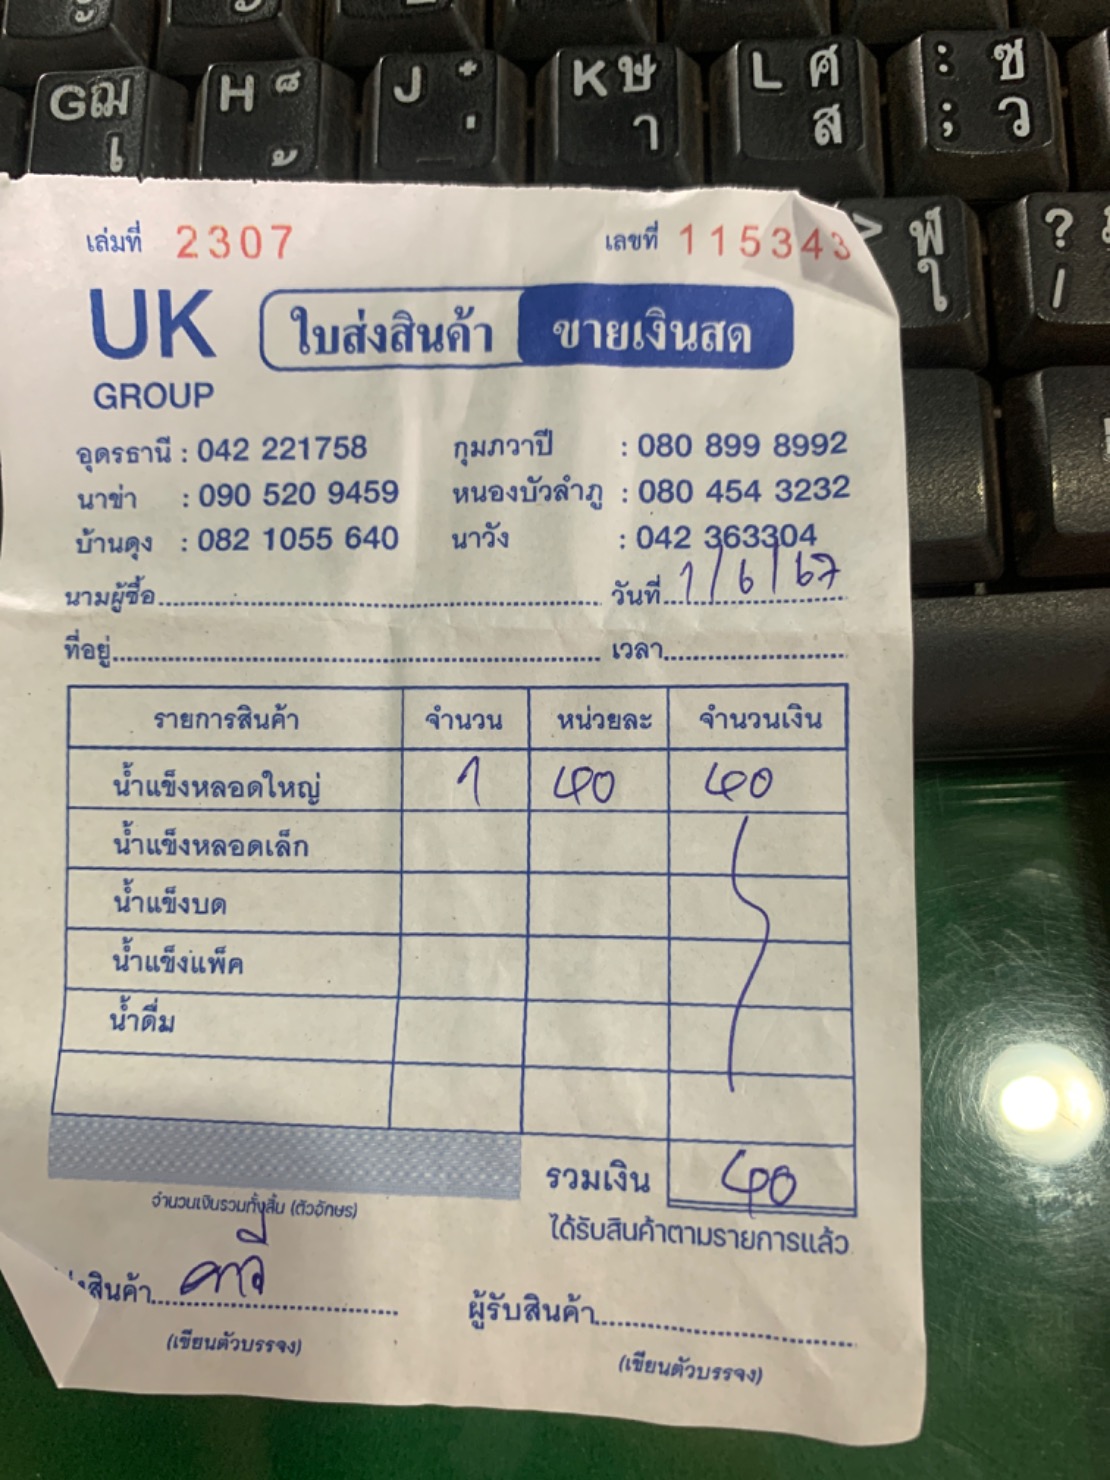 G ฌ เ H ็ ้ J ๋ ่ K ษ า L ศ ส : ซ ; ว
> ฬ ใ ? /
เล่มที่ 2307 เลขที่ 115343
UK GROUP ใบส่งสินค้า ขายเงินสด
อุดรธานี : 042 221758 กุมภวาปี : 080 899 8992
นาข่า : 090 520 9459 หนองบัวลำภู : 080 454 3232
บ้านดุง : 082 1055 640 นาวัง : 042 363304
นามผู้ซื้อ วันที่ 1/6/67
ที่อยู่ เวลา
รายการสินค้า จำนวน หน่วยละ จำนวนเงิน
น้ำแข็งหลอดใหญ่ 1 40 40
น้ำแข็งหลอดเล็ก
น้ำแข็งบด
น้ำแข็งแพ็ค
น้ำดื่ม
รวมเงิน 40
จำนวนเงินรวมทั้งสิ้น (ตัวอักษร)
ได้รับสินค้าตามรายการแล้ว
ส่งสินค้า ผู้รับสินค้า
(เขียนตัวบรรจง) (เขียนตัวบรรจง)